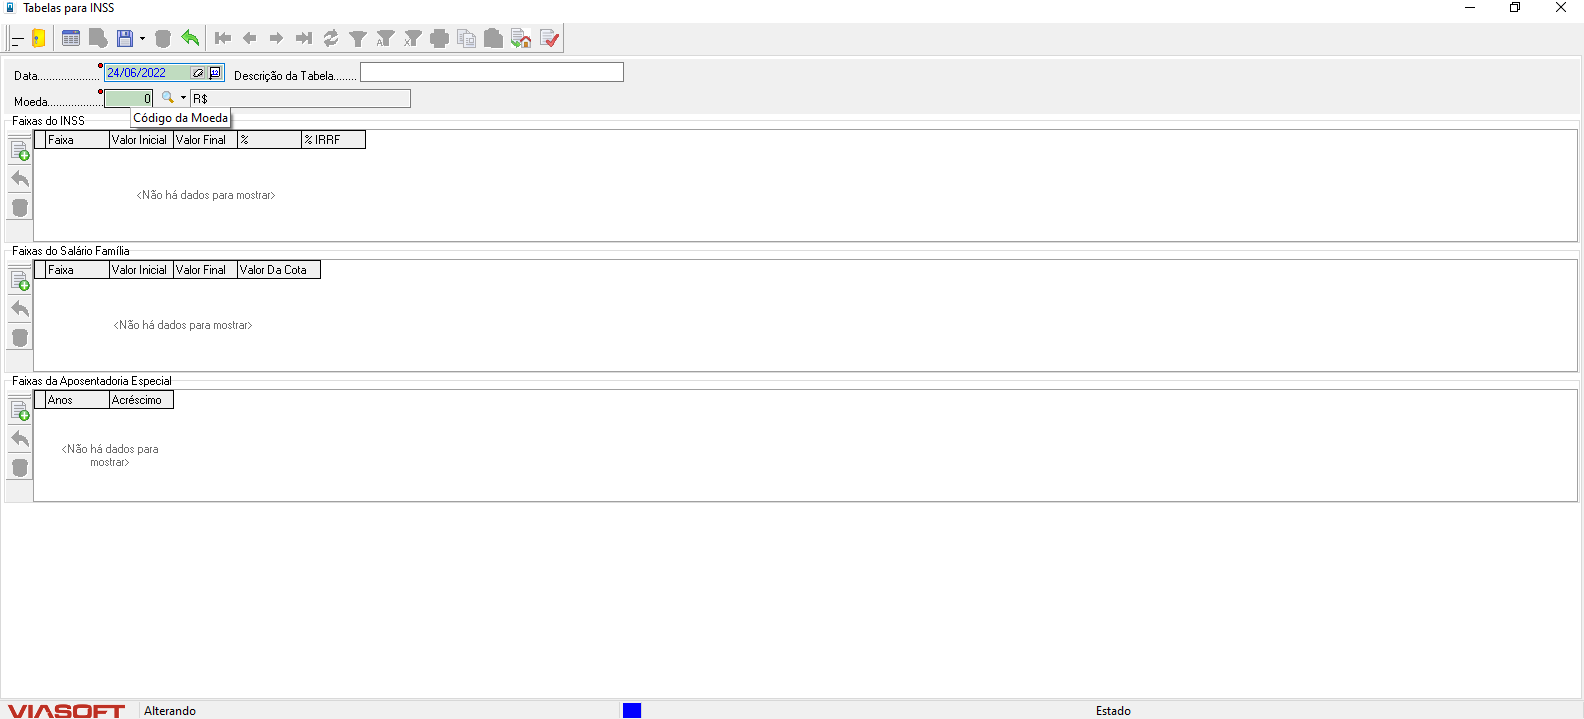 Tabelas para INSS
Data..................... 24/06/2022 Descrição da Tabela........
Moeda................... 0 R$
Código da Moeda
Faixas do INSS
Faixa Valor Inicial Valor Final % % IRRF
<Não há dados para mostrar>
Faixas do Salário Família
Faixa Valor Inicial Valor Final Valor Da Cota
<Não há dados para mostrar>
Faixas da Aposentadoria Especial
Anos Acréscimo
<Não há dados para
mostrar>
VIASOFT Alterando Estado